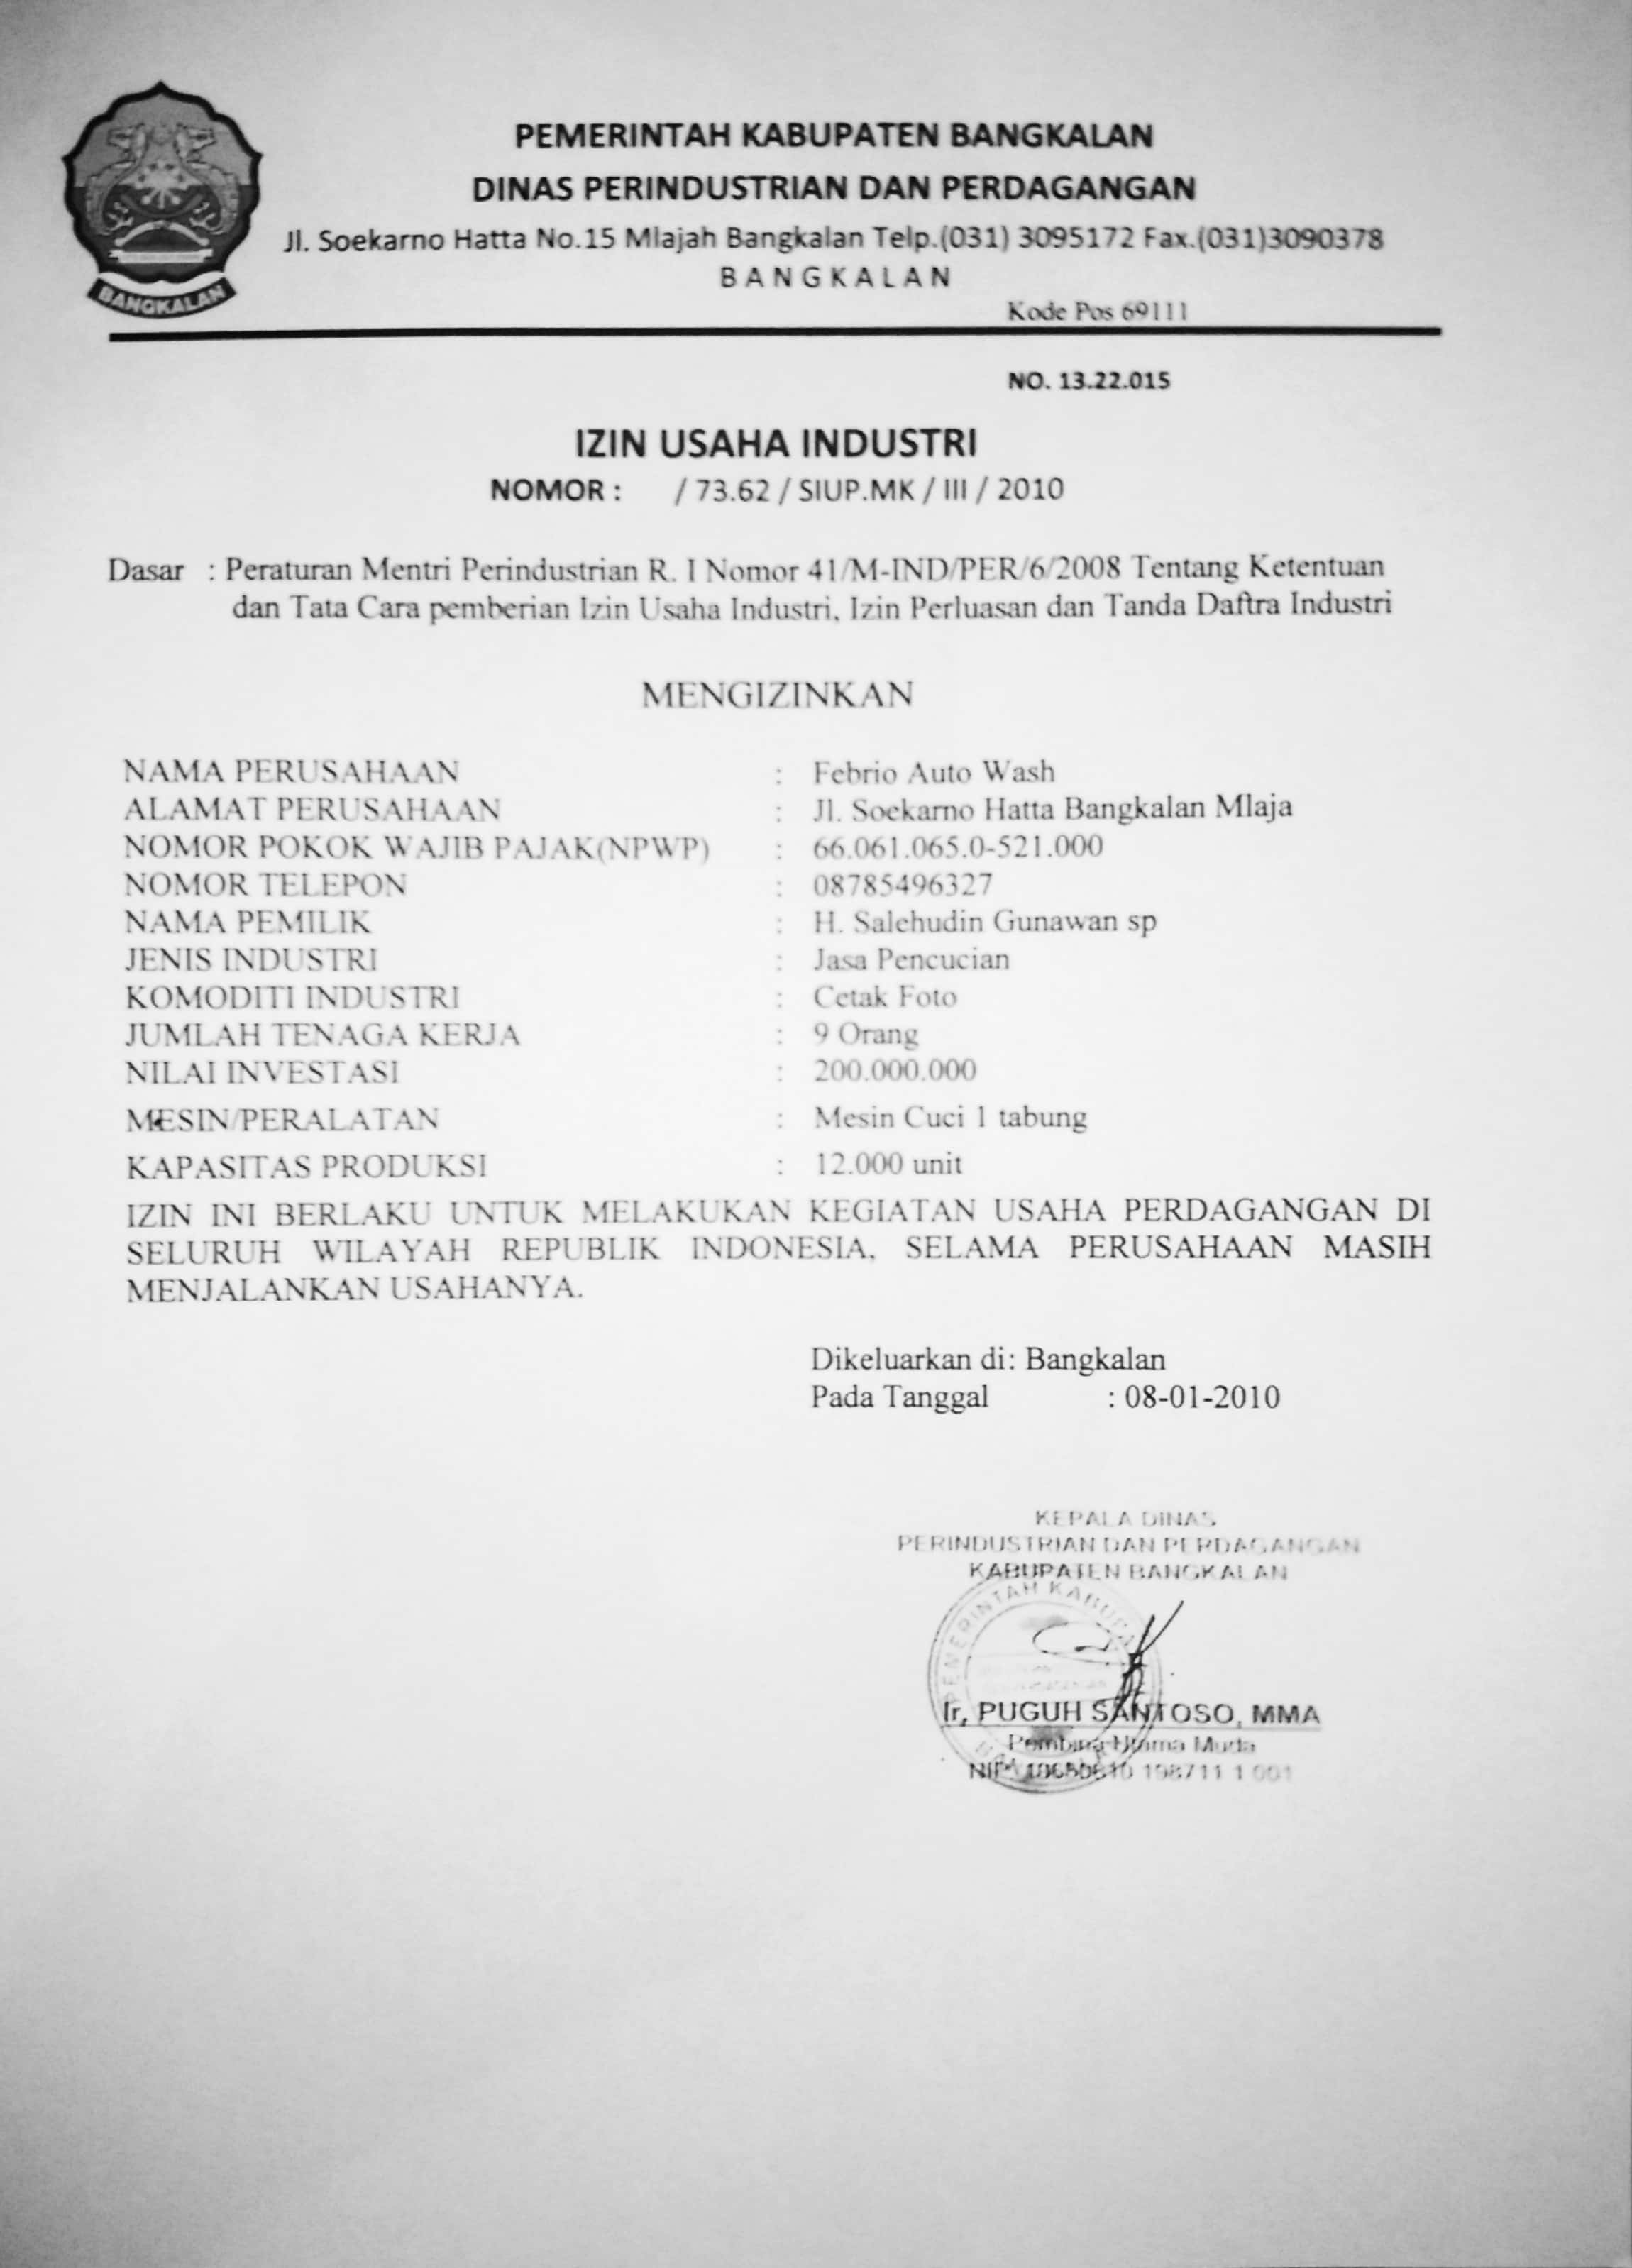 PEMERINTAH KABUPATEN BANGKALAN
DINAS PERINDUSTRIAN DAN PERDAGANGAN
Jl. Soekarno Hatta No.15 Mlajah Bangkalan Telp.(031) 3095172 Fax.(031)3090378
BANGKALAN
Kode Pos 69111
BANGKALAN
NO. 13.22.015
IZIN USAHA INDUSTRI
NOMOR : / 73.62 / SIUP.MK / III / 2010
Dasar : Peraturan Mentri Perindustrian R. I Nomor 41/M-IND/PER/6/2008 Tentang Ketentuan
dan Tata Cara pemberian Izin Usaha Industri, Izin Perluasan dan Tanda Daftra Industri
MENGIZINKAN
NAMA PERUSAHAAN : Febrio Auto Wash
ALAMAT PERUSAHAAN : Jl. Soekarno Hatta Bangkalan Mlaja
NOMOR POKOK WAJIB PAJAK(NPWP) : 66.061.065.0-521.000
NOMOR TELEPON : 08785496327
NAMA PEMILIK : H. Salehudin Gunawan sp
JENIS INDUSTRI : Jasa Pencucian
KOMODITI INDUSTRI : Cetak Foto
JUMLAH TENAGA KERJA : 9 Orang
NILAI INVESTASI : 200.000.000
MESIN/PERALATAN : Mesin Cuci 1 tabung
KAPASITAS PRODUKSI : 12.000 unit
IZIN INI BERLAKU UNTUK MELAKUKAN KEGIATAN USAHA PERDAGANGAN DI
SELURUH WILAYAH REPUBLIK INDONESIA. SELAMA PERUSAHAAN MASIH
MENJALANKAN USAHANYA.
Dikeluarkan di: Bangkalan
Pada Tanggal : 08-01-2010
KEPALA DINAS
PERINDUSTRIAN DAN PERDAGANGAN
KABUPATEN BANGKALAN
PEMERINTAH KABUPA
Ir, PUGUH SANTOSO, MMA
Pembina Utama Muda
NIP 198711 1 001